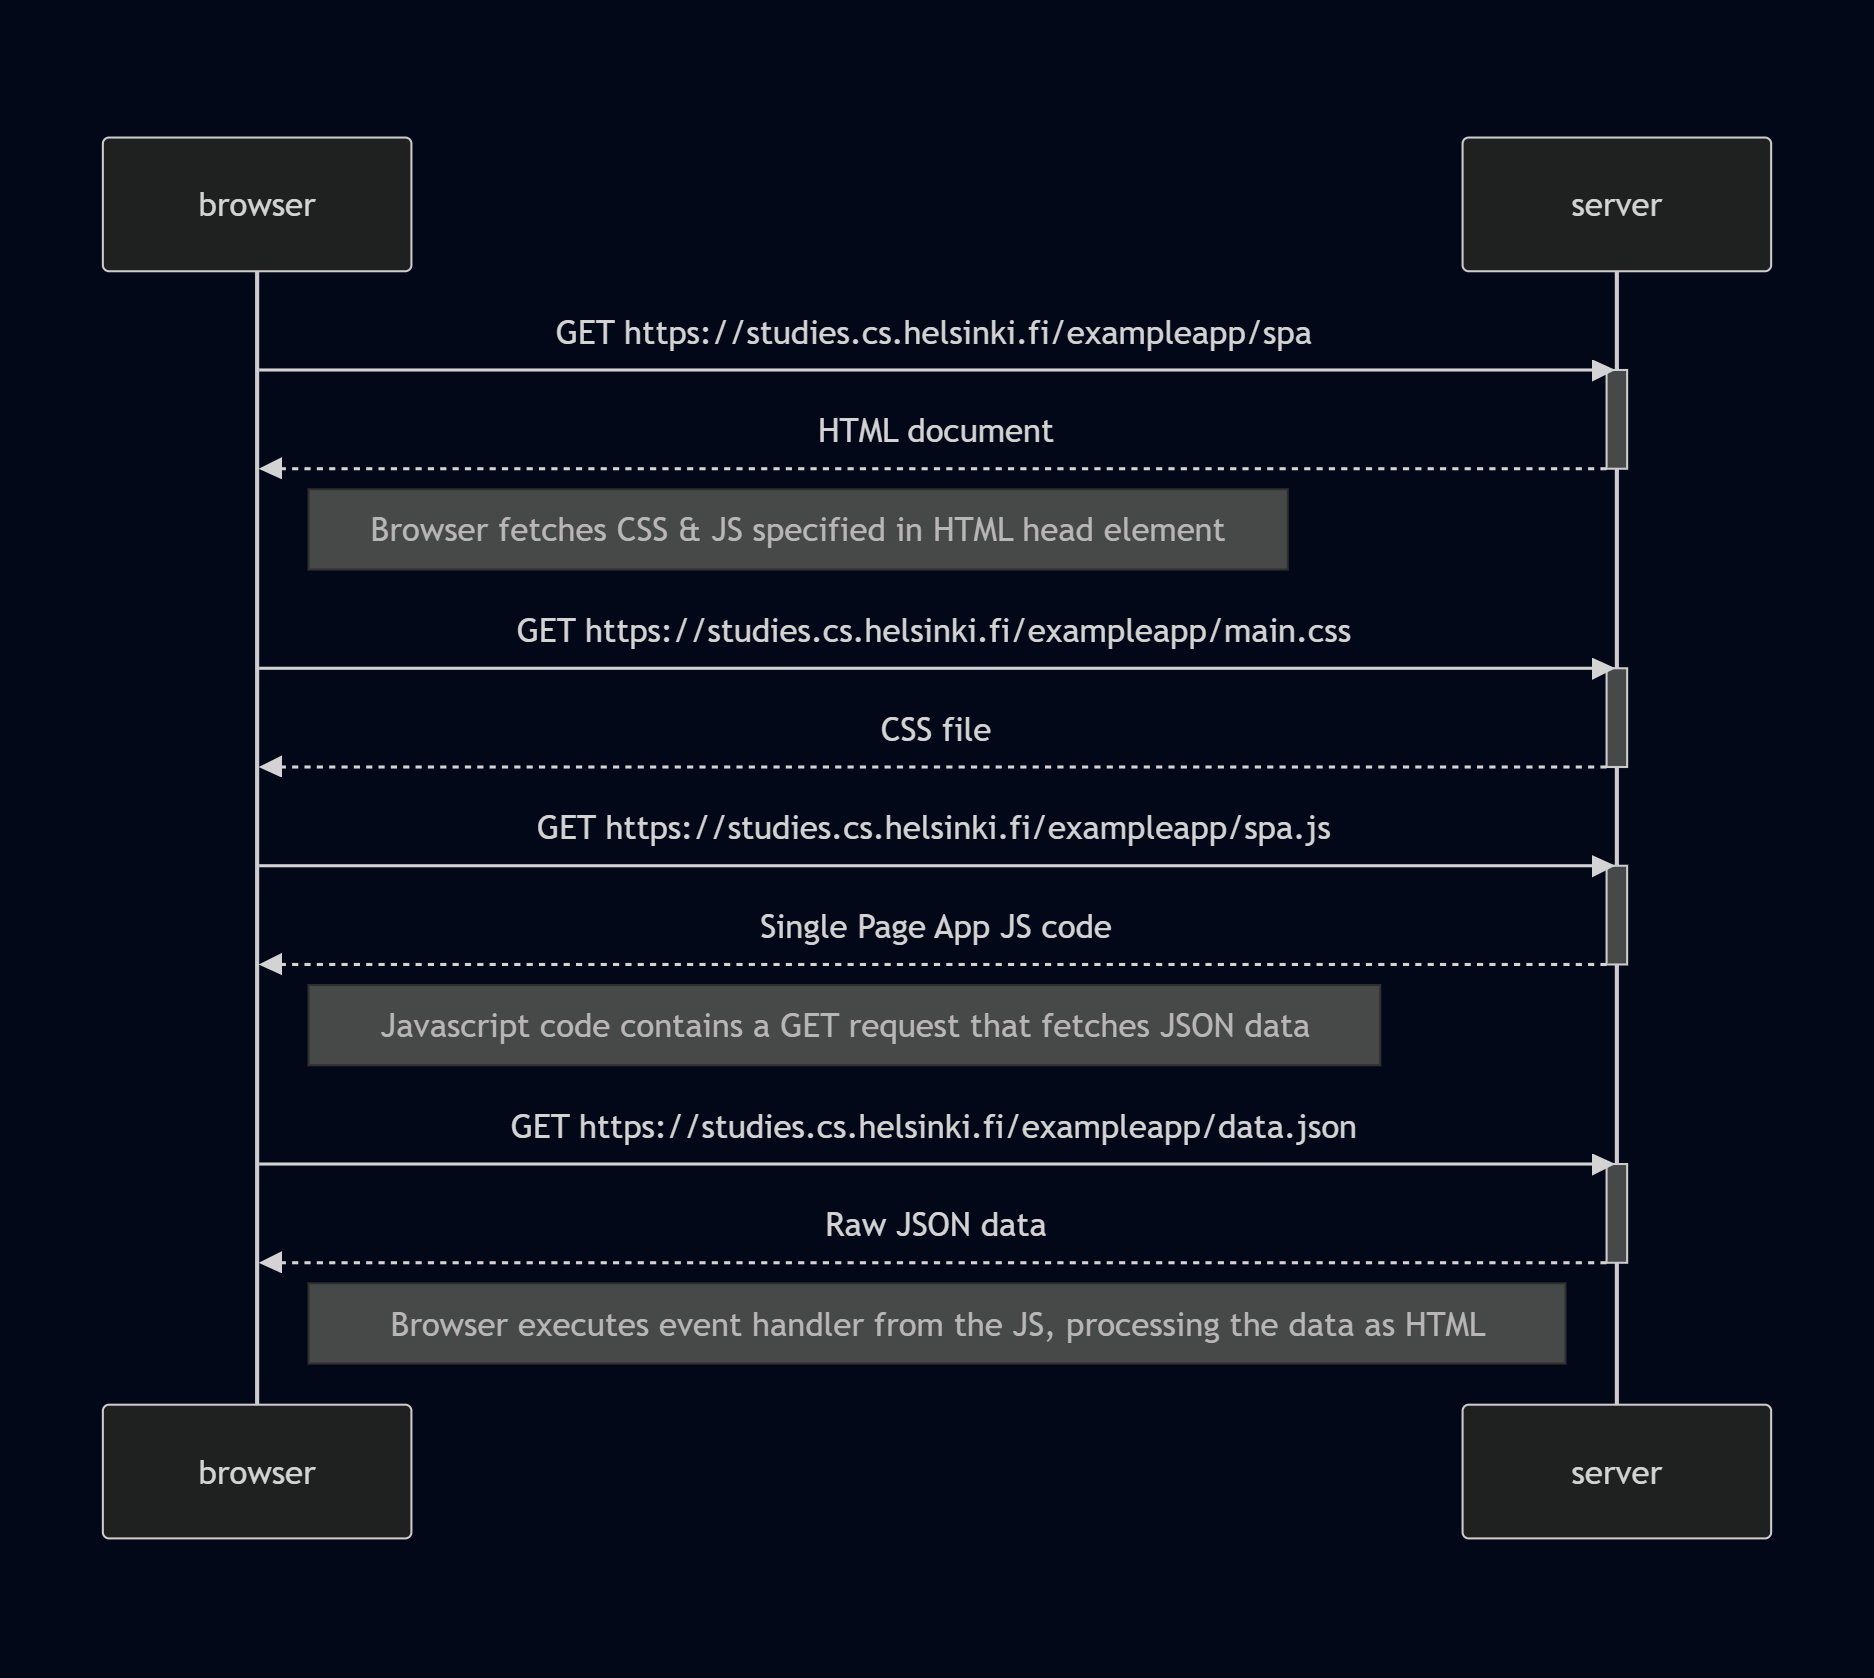 browser
server
GET https://studies.cs.helsinki.fi/exampleapp/spa
HTML document
Browser fetches CSS & JS specified in HTML head element
GET https://studies.cs.helsinki.fi/exampleapp/main.css
CSS file
GET https://studies.cs.helsinki.fi/exampleapp/spa.js
Single Page App JS code
Javascript code contains a GET request that fetches JSON data
GET https://studies.cs.helsinki.fi/exampleapp/data.json
Raw JSON data
Browser executes event handler from the JS, processing the data as HTML
browser
server